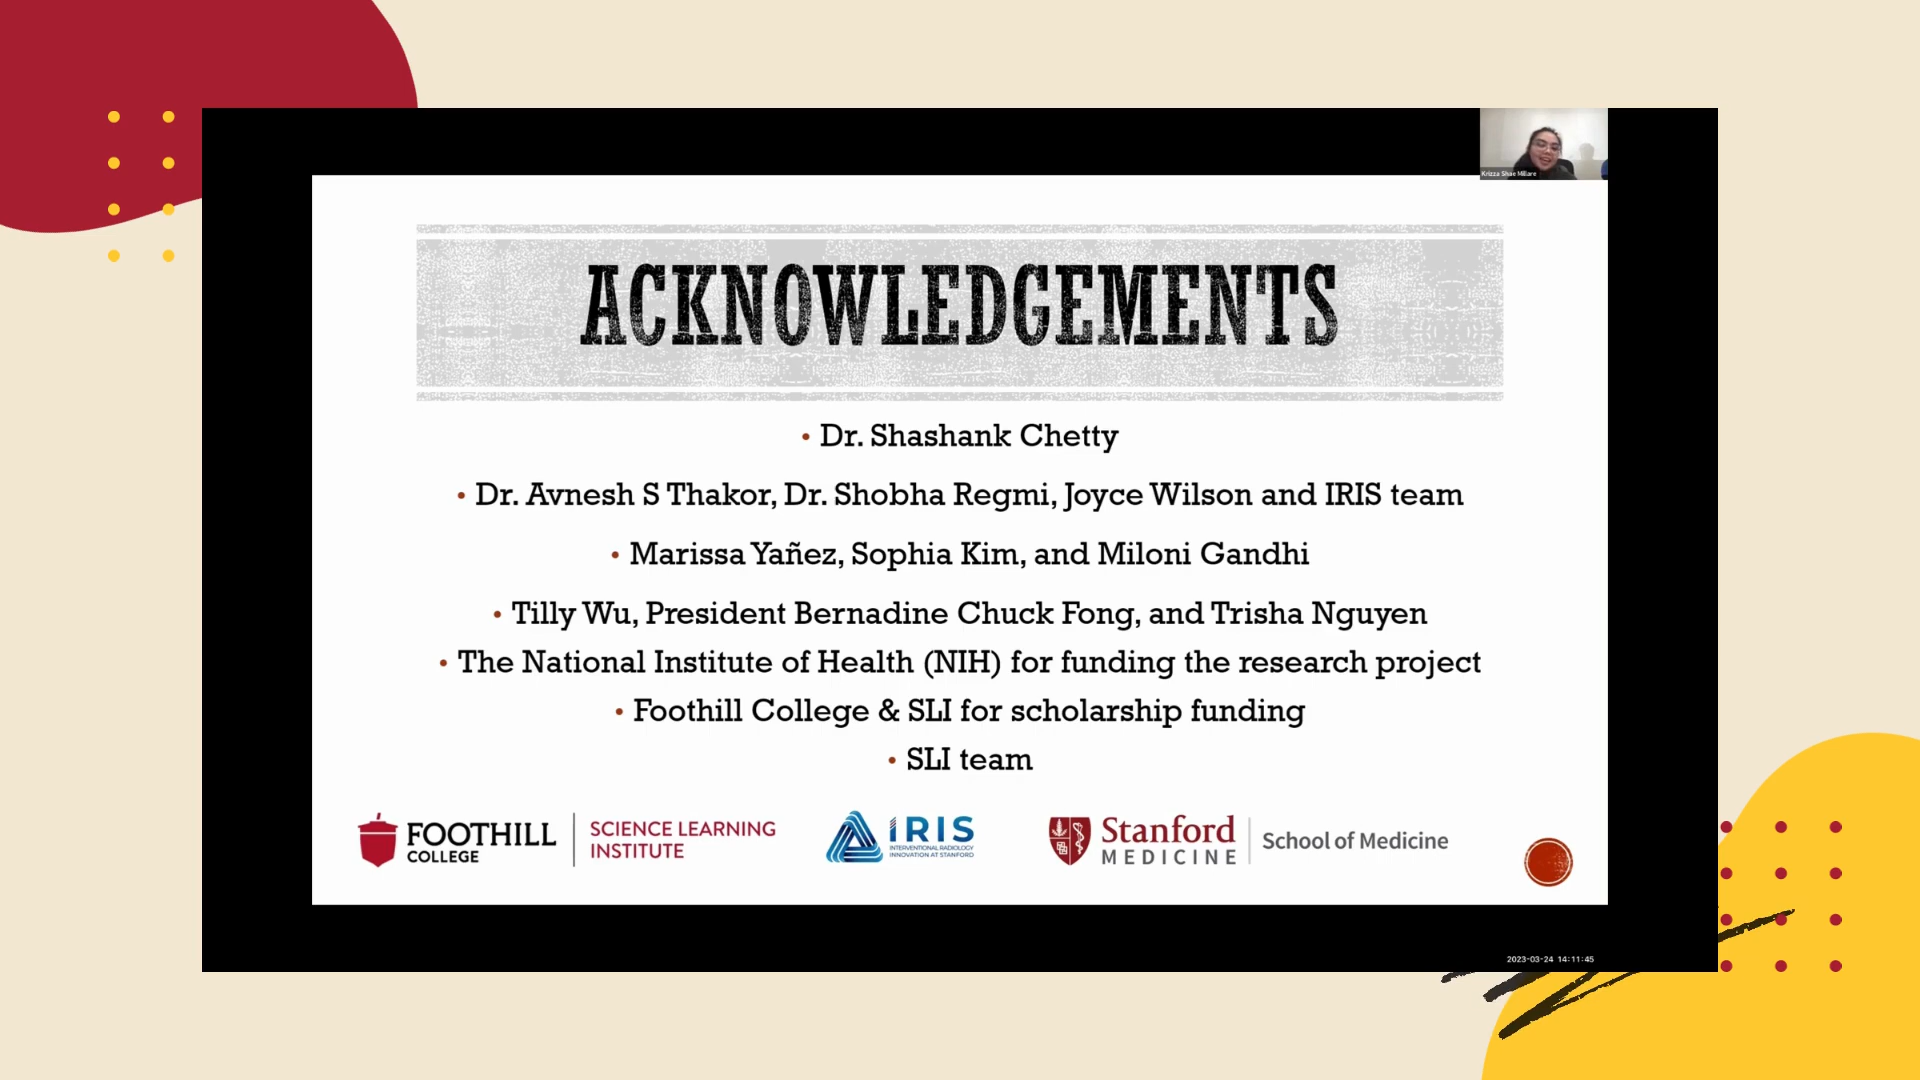 Krizza Shae Millare
ACKNOWLEDGEMENTS
• Dr. Shashank Chetty
• Dr. Avnesh S Thakor, Dr. Shobha Regmi, Joyce Wilson and IRIS team
• Marissa Yañez, Sophia Kim, and Miloni Gandhi
• Tilly Wu, President Bernadine Chuck Fong, and Trisha Nguyen
• The National Institute of Health (NIH) for funding the research project
• Foothill College & SLI for scholarship funding
• SLI team
FOOTHILL
COLLEGE
SCIENCE LEARNING
INSTITUTE
IRIS
INTERVENTIONAL RADIOLOGY
INNOVATION AT STANFORD
Stanford
MEDICINE
School of Medicine
2023-03-24 14:11:45